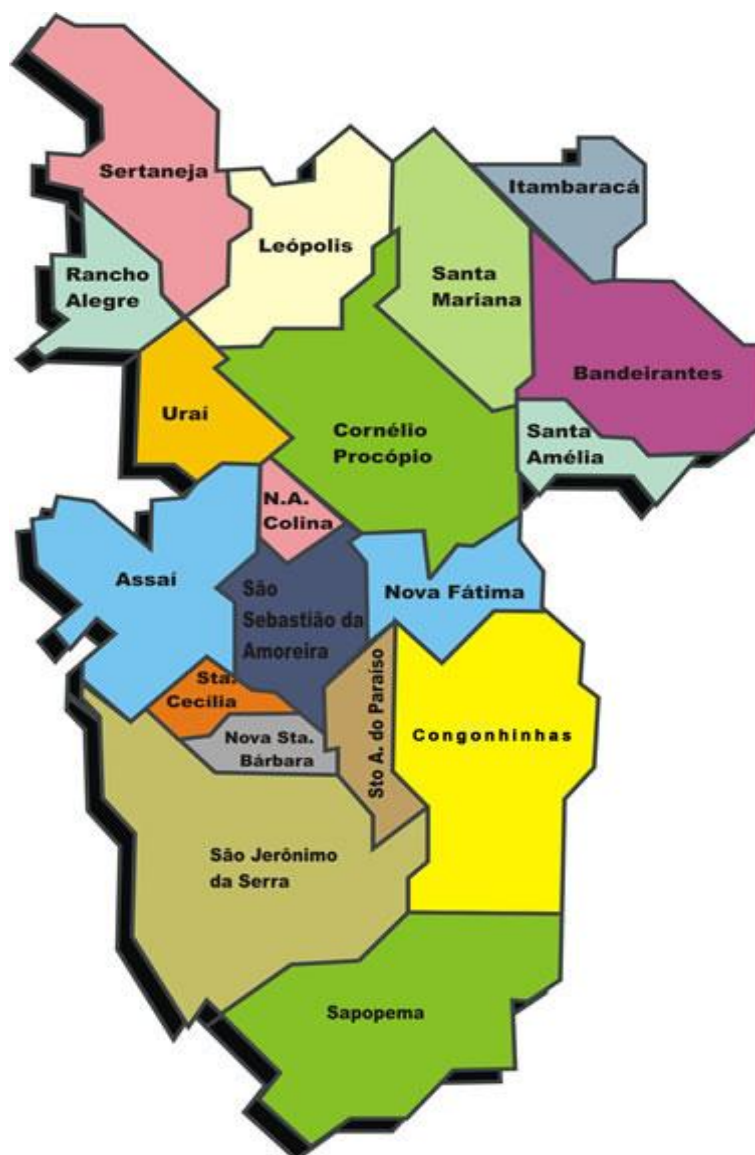 Sertaneja
Itambaracá
Leópolis
Rancho
Alegre
Santa
Mariana
Bandeirantes
Uraí
Cornélio
Procópio
Santa
Amélia
N.A.
Colina
Assaí
São
Sebastião da
Amoreira
Nova Fátima
Sta.
Cecília
Nova Sta.
Bárbara
Sto A. do Paraíso
Congonhinhas
São Jerônimo
da Serra
Sapopema